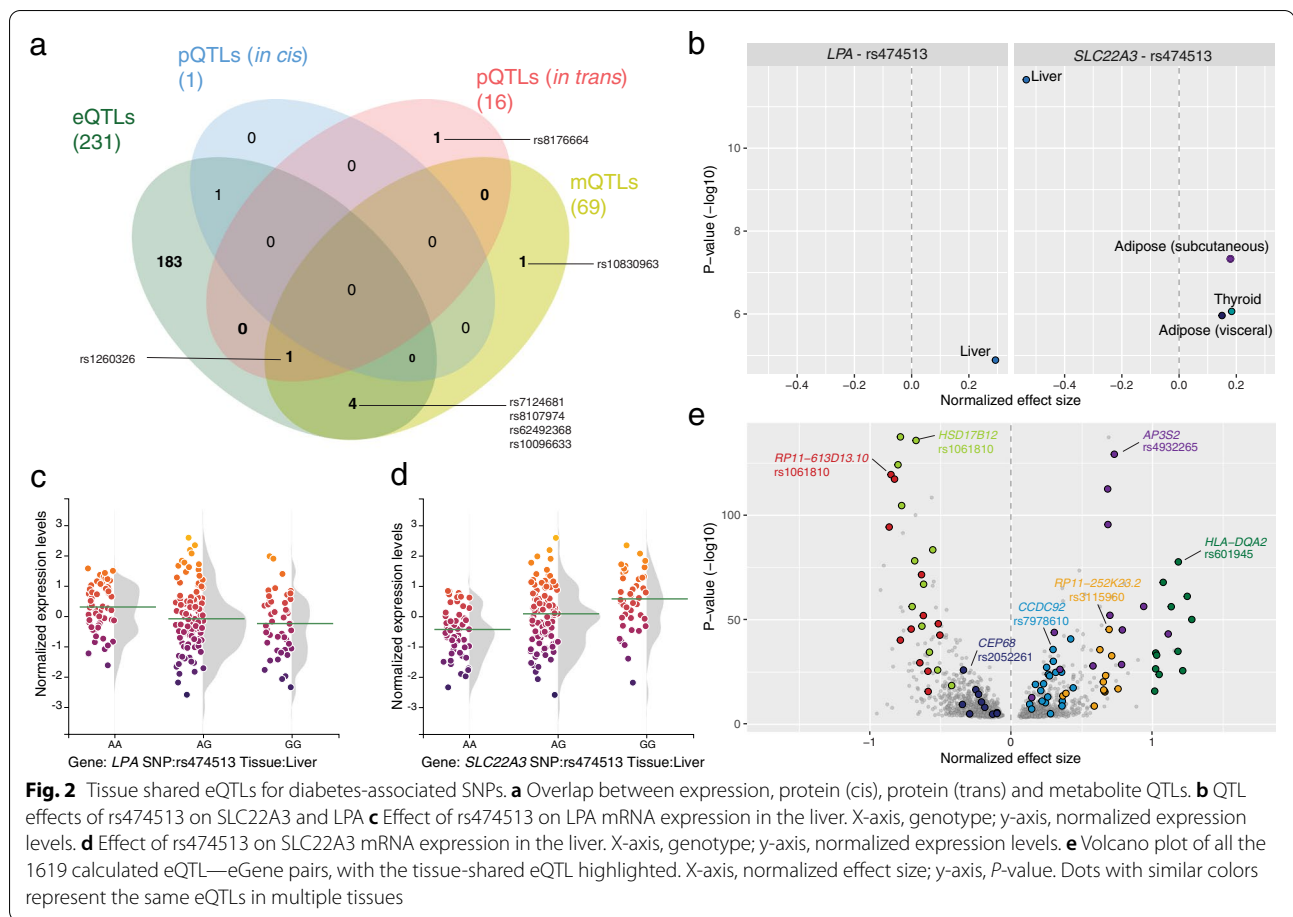 a
pQTLs (in cis)
(1)
pQTLs (in trans)
(16)
eQTLs
(231)
mQTLs
(69)
0
1
rs8176664
0
1
0
0
0
183
0
1
rs10830963
0
0
0
rs1260326
1
0
4
rs7124681
rs8107974
rs62492368
rs10096633
b
LPA - rs474513
SLC22A3 - rs474513
P−value (−log10)
10
8
6
Liver
Liver
Adipose (subcutaneous)
Thyroid
Adipose (visceral)
−0.4
−0.2
0.0
0.2
−0.4
−0.2
0.0
0.2
Normalized effect size
c
Normalized expression levels
3
2
1
0
-1
-2
-3
AA
AG
GG
Gene: LPA SNP:rs474513 Tissue:Liver
d
Normalized expression levels
3
2
1
0
-1
-2
-3
AA
AG
GG
Gene: SLC22A3 SNP:rs474513 Tissue:Liver
e
P−value (−log10)
100
50
0
HSD17B12
rs1061810
RP11−613D13.10
rs1061810
AP3S2
rs4932265
HLA−DQA2
rs601945
RP11−252K23.2
rs3115960
CCDC92
rs7978610
CEP68
rs2052261
−1
0
1
Normalized effect size
Fig. 2 Tissue shared eQTLs for diabetes-associated SNPs. a Overlap between expression, protein (cis), protein (trans) and metabolite QTLs. b QTL
effects of rs474513 on SLC22A3 and LPA c Effect of rs474513 on LPA mRNA expression in the liver. X-axis, genotype; y-axis, normalized expression
levels. d Effect of rs474513 on SLC22A3 mRNA expression in the liver. X-axis, genotype; y-axis, normalized expression levels. e Volcano plot of all the
1619 calculated eQTL—eGene pairs, with the tissue-shared eQTL highlighted. X-axis, normalized effect size; y-axis, P-value. Dots with similar colors
represent the same eQTLs in multiple tissues